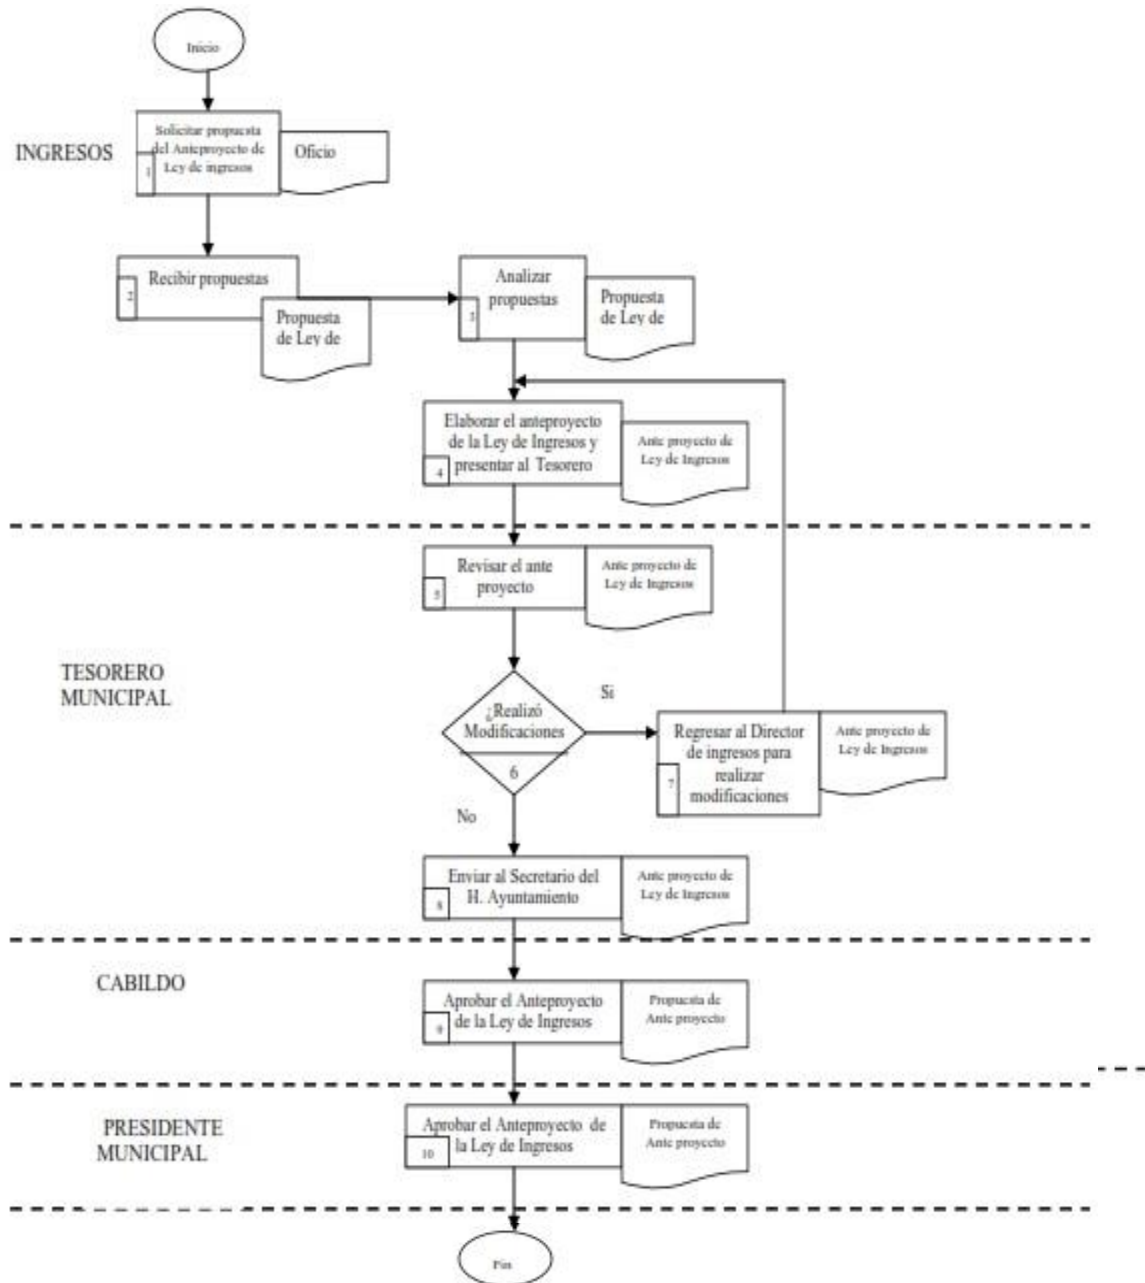 Inicio
INGRESOS
Solicitar propuesta
del Anteproyecto de
Ley de ingresos
1
Oficio
Recibir propuestas
2
Propuesta
de Ley de
Analizar
propuestas
3
Propuesta
de Ley de
Elaborar el anteproyecto
de la Ley de Ingresos y
presentar al Tesorero
4
Ante proyecto de
Ley de Ingresos
TESORERO
MUNICIPAL
Revisar el ante
proyecto
5
Ante proyecto de
Ley de Ingresos
¿Realizó
Modificaciones
6
Si
No
Regresar al Director
de ingresos para
realizar
modificaciones
7
Ante proyecto de
Ley de Ingresos
Enviar al Secretario del
H. Ayuntamiento
8
Ante proyecto de
Ley de Ingresos
CABILDO
Aprobar el Anteproyecto
de la Ley de Ingresos
9
Propuesta de
Ante proyecto
PRESIDENTE
MUNICIPAL
Aprobar el Anteproyecto de
la Ley de Ingresos
10
Propuesta de
Ante proyecto
Fin